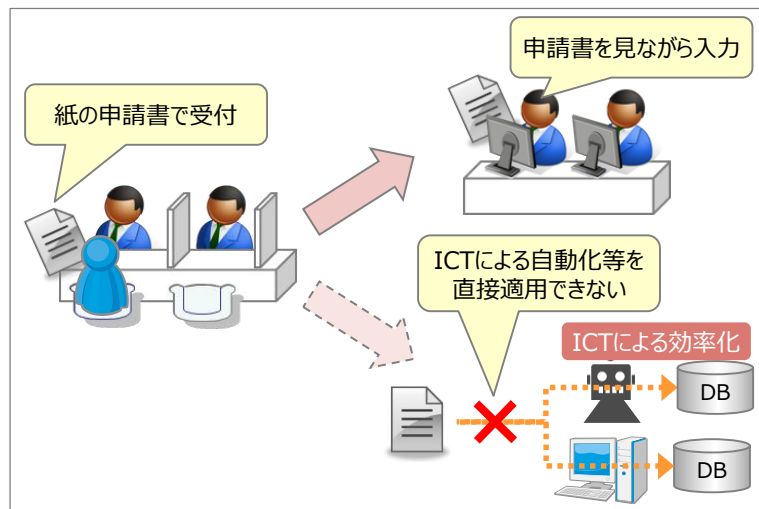 申請書を見ながら入力
紙の申請書で受付
ICTによる自動化等を
直接適用できない
ICTによる効率化
DB
DB